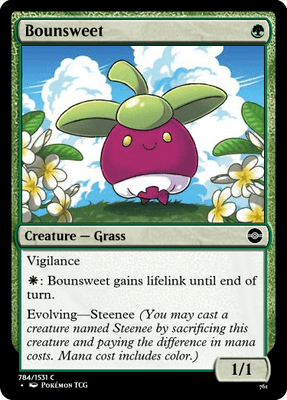 Bounsweet
Creature — Grass
Vigilance
: Bounsweet gains lifelink until end of
turn.
Evolving—Steenee (You may cast a
creature named Steenee by sacrificing this
creature and paying the difference in mana
costs. Mana cost includes color.)
1/1
784/1531 C
• Pokémon TCG
761